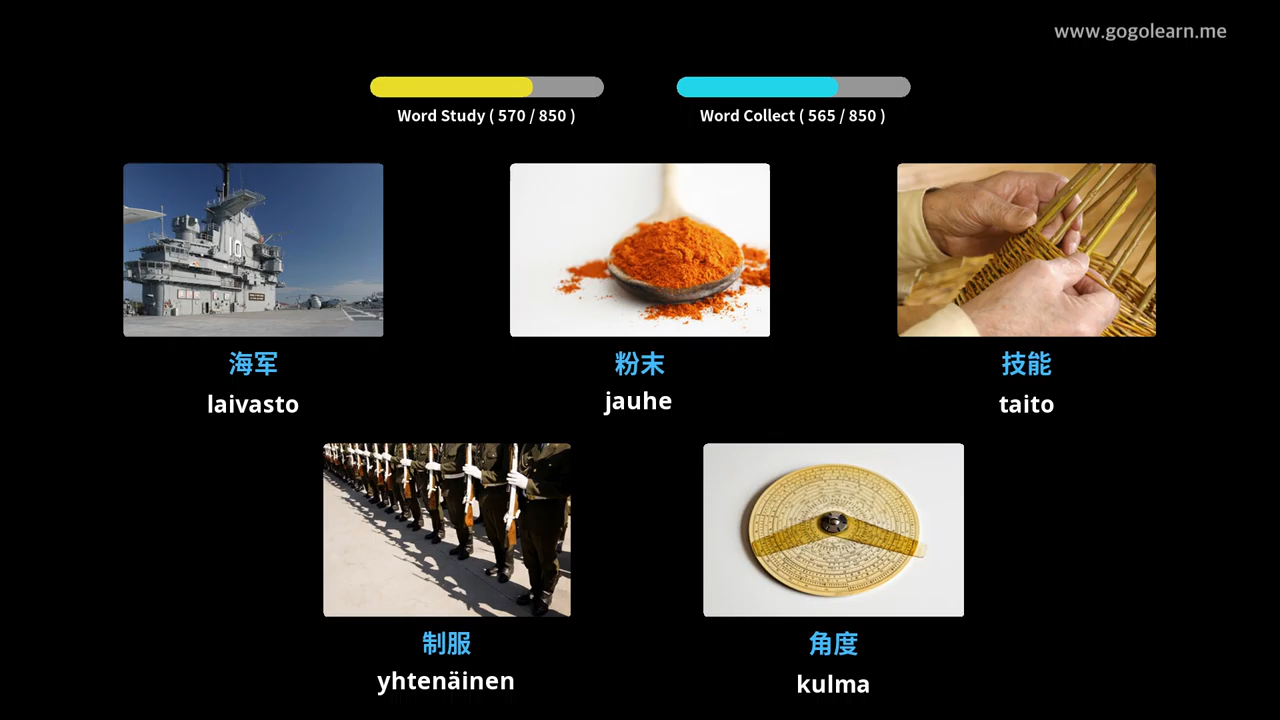 www.gogolearn.me
Word Study ( 570 / 850 )
Word Collect ( 565 / 850 )
10
海军
laivasto
粉末
jauhe
技能
taito
制服
yhtenäinen
角度
kulma